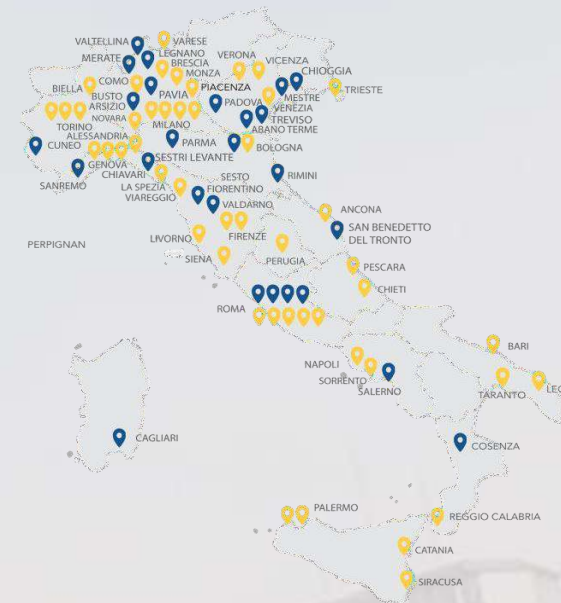 VARESE
VALTELLINA
LEGNANO
MERATE
BRESCIA
VERONA
VICENZA
MONZA
CHIOGGIA
COMO
BIELLA
PIACENZA
TRIESTE
BUSTO
ARSIZIO
PAVIA
PADOVA
MESTRE
VENEZIA
NOVARA
TREVISO
TORINO
MILANO
ABANO TERME
ALESSANDRIA
CUNEO
PARMA
BOLOGNA
SESTRI LEVANTE
GENOVA
CHIAVARI
RIMINI
SANREMO
LA SPEZIA
SESTO
FIORENTINO
VIAREGGIO
VALDARNO
ANCONA
SAN BENEDETTO
DEL TRONTO
LIVORNO
FIRENZE
PERPIGNAN
SIENA
PERUGIA
PESCARA
CHIETI
ROMA
BARI
NAPOLI
SORRENTO
SALERNO
TARANTO
LEC
CAGLIARI
COSENZA
PALERMO
REGGIO CALABRIA
CATANIA
SIRACUSA